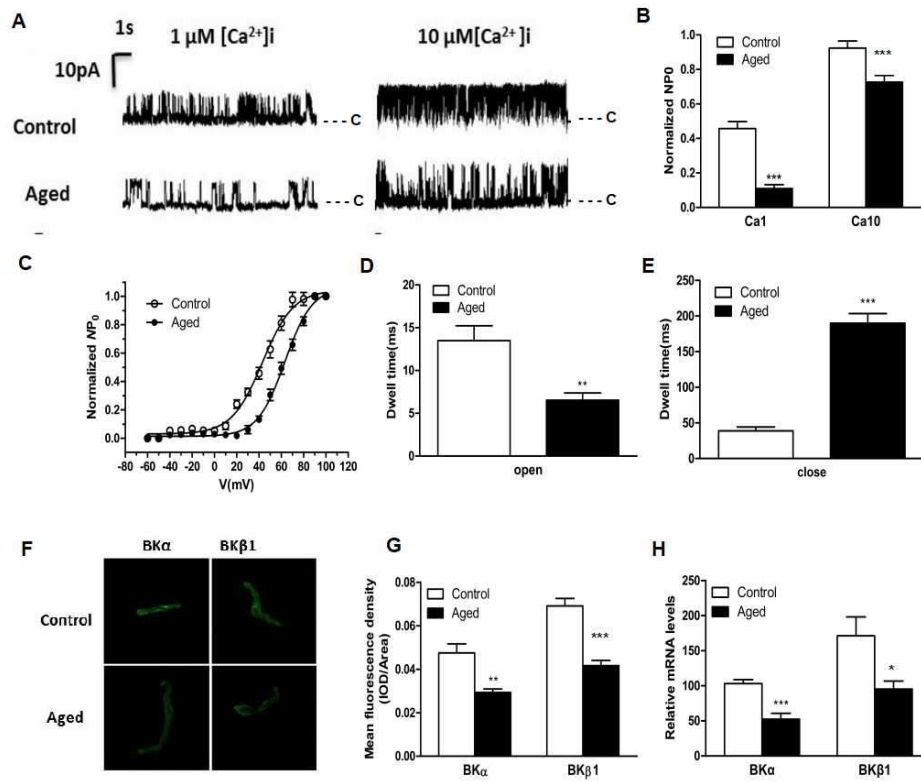 A
1s
1 μM [Ca²⁺]i
10 μM[Ca²⁺]i
10pA
Control
C
C
Aged
C
C
B
Control
Aged
Normalized NP0
1.0
0.8
0.6
0.4
0.2
0.0
***
***
Ca1
Ca10
C
Control
Aged
Normalized NP₀
1.0
0.8
0.6
0.4
0.2
0.0
-80 -60 -40 -20 0 20 40 60 80 100 120
V(mV)
D
Control
Aged
Dwell time(ms)
20
15
10
5
0
**
open
E
Control
Aged
Dwell time(ms)
250
200
150
100
50
0
***
close
F
BKα
BKβ1
Control
Aged
G
Control
Aged
Mean fluorescence density
(IOD/Area)
0.08
0.06
0.04
0.02
0.00
**
***
BKα
BKβ1
H
Control
Aged
Relative mRNA levels
250
200
150
100
50
0
***
*
BKα
BKβ1